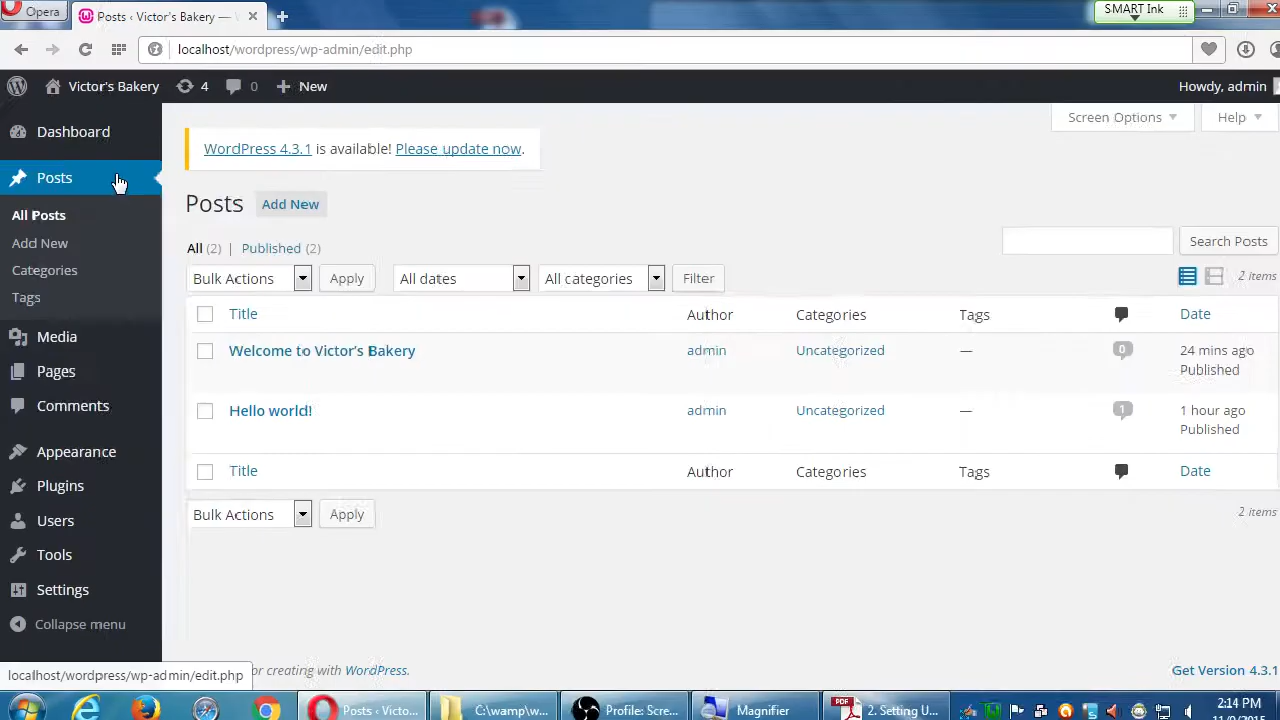 Opera
Posts ‹ Victor's Bakery —
SMART Ink
localhost/wordpress/wp-admin/edit.php
Victor's Bakery
4
0
New
Howdy, admin
Dashboard
Posts
All Posts
Add New
Categories
Tags
Media
Pages
Comments
Appearance
Plugins
Users
Tools
Settings
Collapse menu
Screen Options
Help
WordPress 4.3.1 is available! Please update now.
Posts Add New
All (2) | Published (2)
Search Posts
Bulk Actions Apply All dates All categories Filter 2 items
Title Author Categories Tags Date
Welcome to Victor's Bakery admin Uncategorized — 0 24 mins ago
Published
Hello world! admin Uncategorized — 1 1 hour ago
Published
Title Author Categories Tags Date
Bulk Actions Apply 2 items
or creating with WordPress. Get Version 4.3.1
localhost/wordpress/wp-admin/edit.php
Posts ‹ Victo...
C:\wamp\w...
Profile: Scre...
Magnifier
PDF
2. Setting U...
2:14 PM